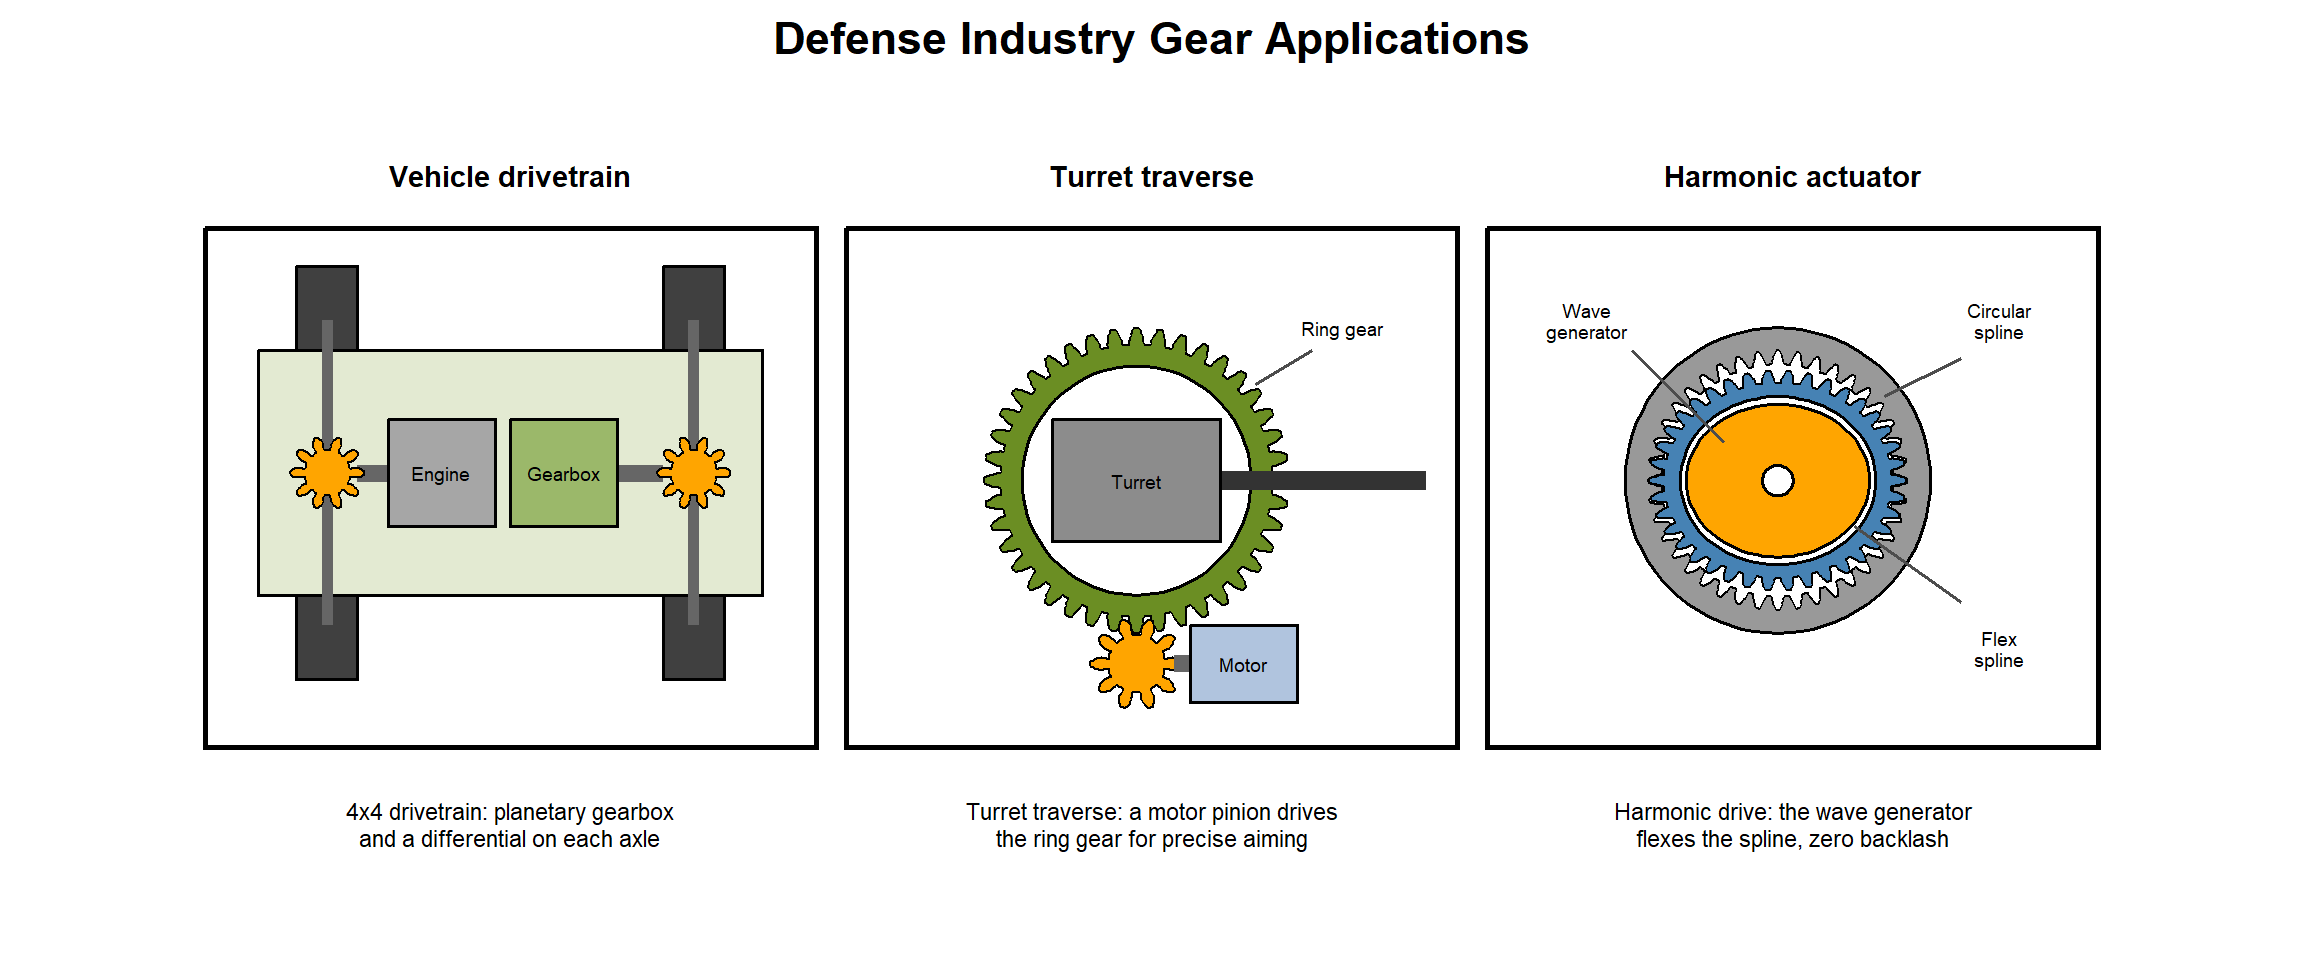 Defense Industry Gear Applications
Vehicle drivetrain
Engine
Gearbox
4x4 drivetrain: planetary gearbox
and a differential on each axle
Turret traverse
Ring gear
Turret
Motor
Turret traverse: a motor pinion drives
the ring gear for precise aiming
Harmonic actuator
Wave
generator
Circular
spline
Flex
spline
Harmonic drive: the wave generator
flexes the spline, zero backlash